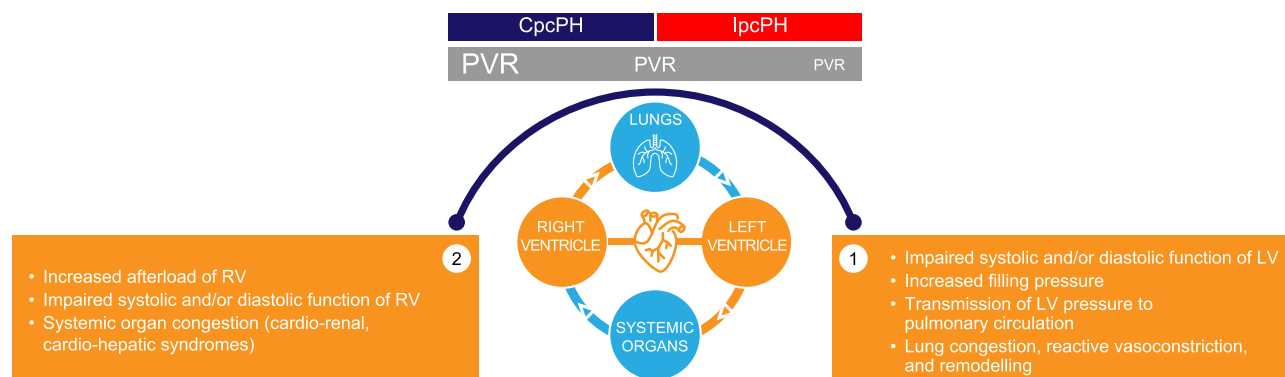 CpcPH IpcPH
PVR PVR PVR
LUNGS
RIGHT
VENTRICLE
LEFT
VENTRICLE
SYSTEMIC
ORGANS
2
• Increased afterload of RV
• Impaired systolic and/or diastolic function of RV
• Systemic organ congestion (cardio-renal,
cardio-hepatic syndromes)
1
• Impaired systolic and/or diastolic function of LV
• Increased filling pressure
• Transmission of LV pressure to
pulmonary circulation
• Lung congestion, reactive vasoconstriction,
and remodelling